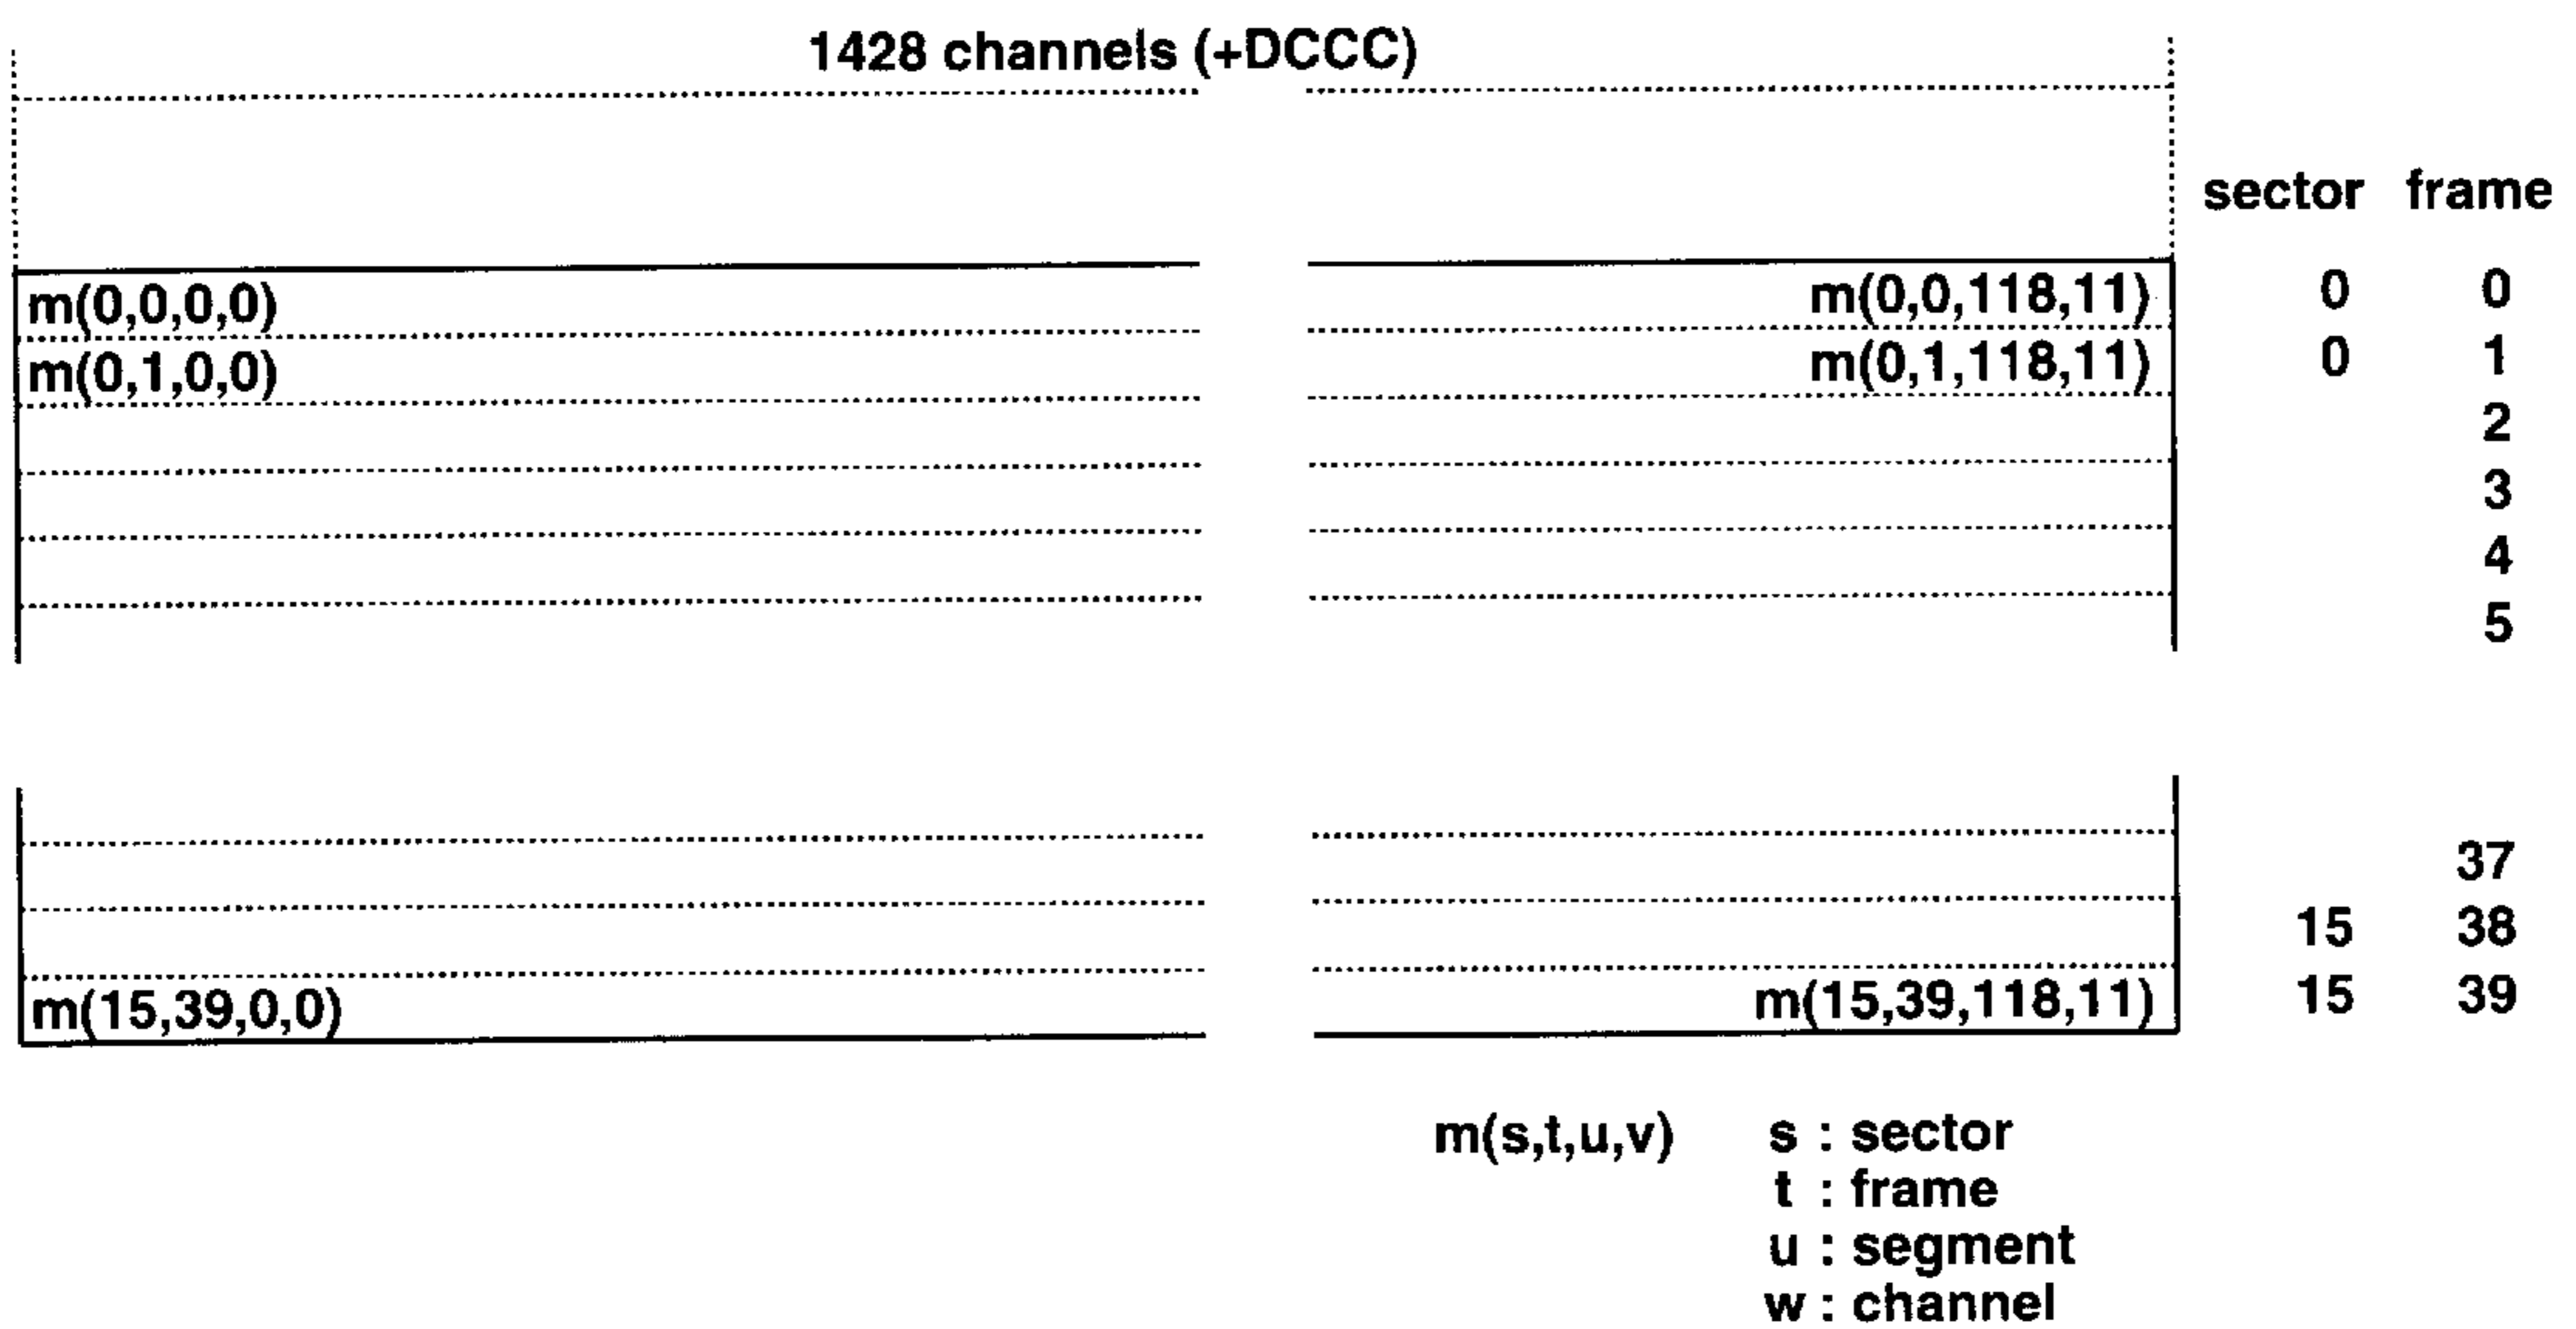 1428 channels (+DCCC)
sector frame
m(0,0,0,0) m(0,0,118,11) 0 0
m(0,1,0,0) m(0,1,118,11) 0 1
2
3
4
5
37
15 38
m(15,39,0,0) m(15,39,118,11) 15 39
m(s,t,u,v) s : sector
t : frame
u : segment
w : channel